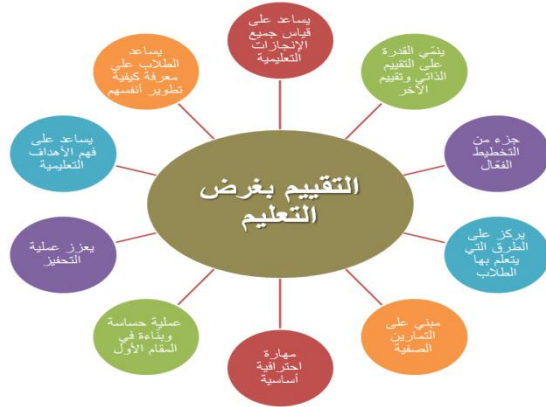 التقييم بغرض
التعليم
يساعد على
قياس جميع
الإنجازات
التعليمية
ينمّي القدرة
على التقييم
الذاتي وتقييم
الآخر
جزء من
التخطيط
الفعّال
يركز على
الطرق التي
يتعلم بها
الطلاب
مبني على
التمارين
الصفية
مهارة
احترافية
أساسية
عملية حساسة
وبنّاءة في
المقام الأول
يعزز عملية
التحفيز
يساعد على
فهم الأهداف
التعليمية
يساعد
الطلاب على
معرفة كيفية
تطوير أنفسهم